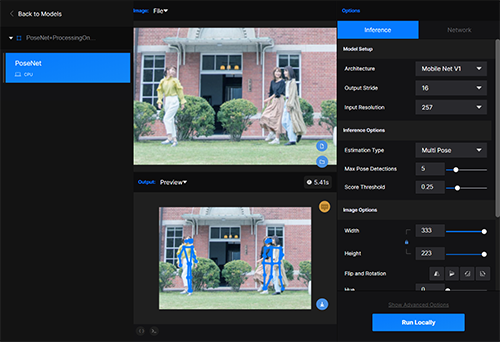 Back to Models
PoseNet+ProcessingOn...
PoseNet
CPU
Image: File
Output: Preview
5.41s
Options
Inference
Network
Model Setup
Architecture
Mobile Net V1
Output Stride
16
Input Resolution
257
Inference Options
Estimation Type
Multi Pose
Max Pose Detections
5
Score Threshold
0.25
Image Options
Width
333
Height
223
Flip and Rotation
Hue
0
Show Advanced Options
Run Locally